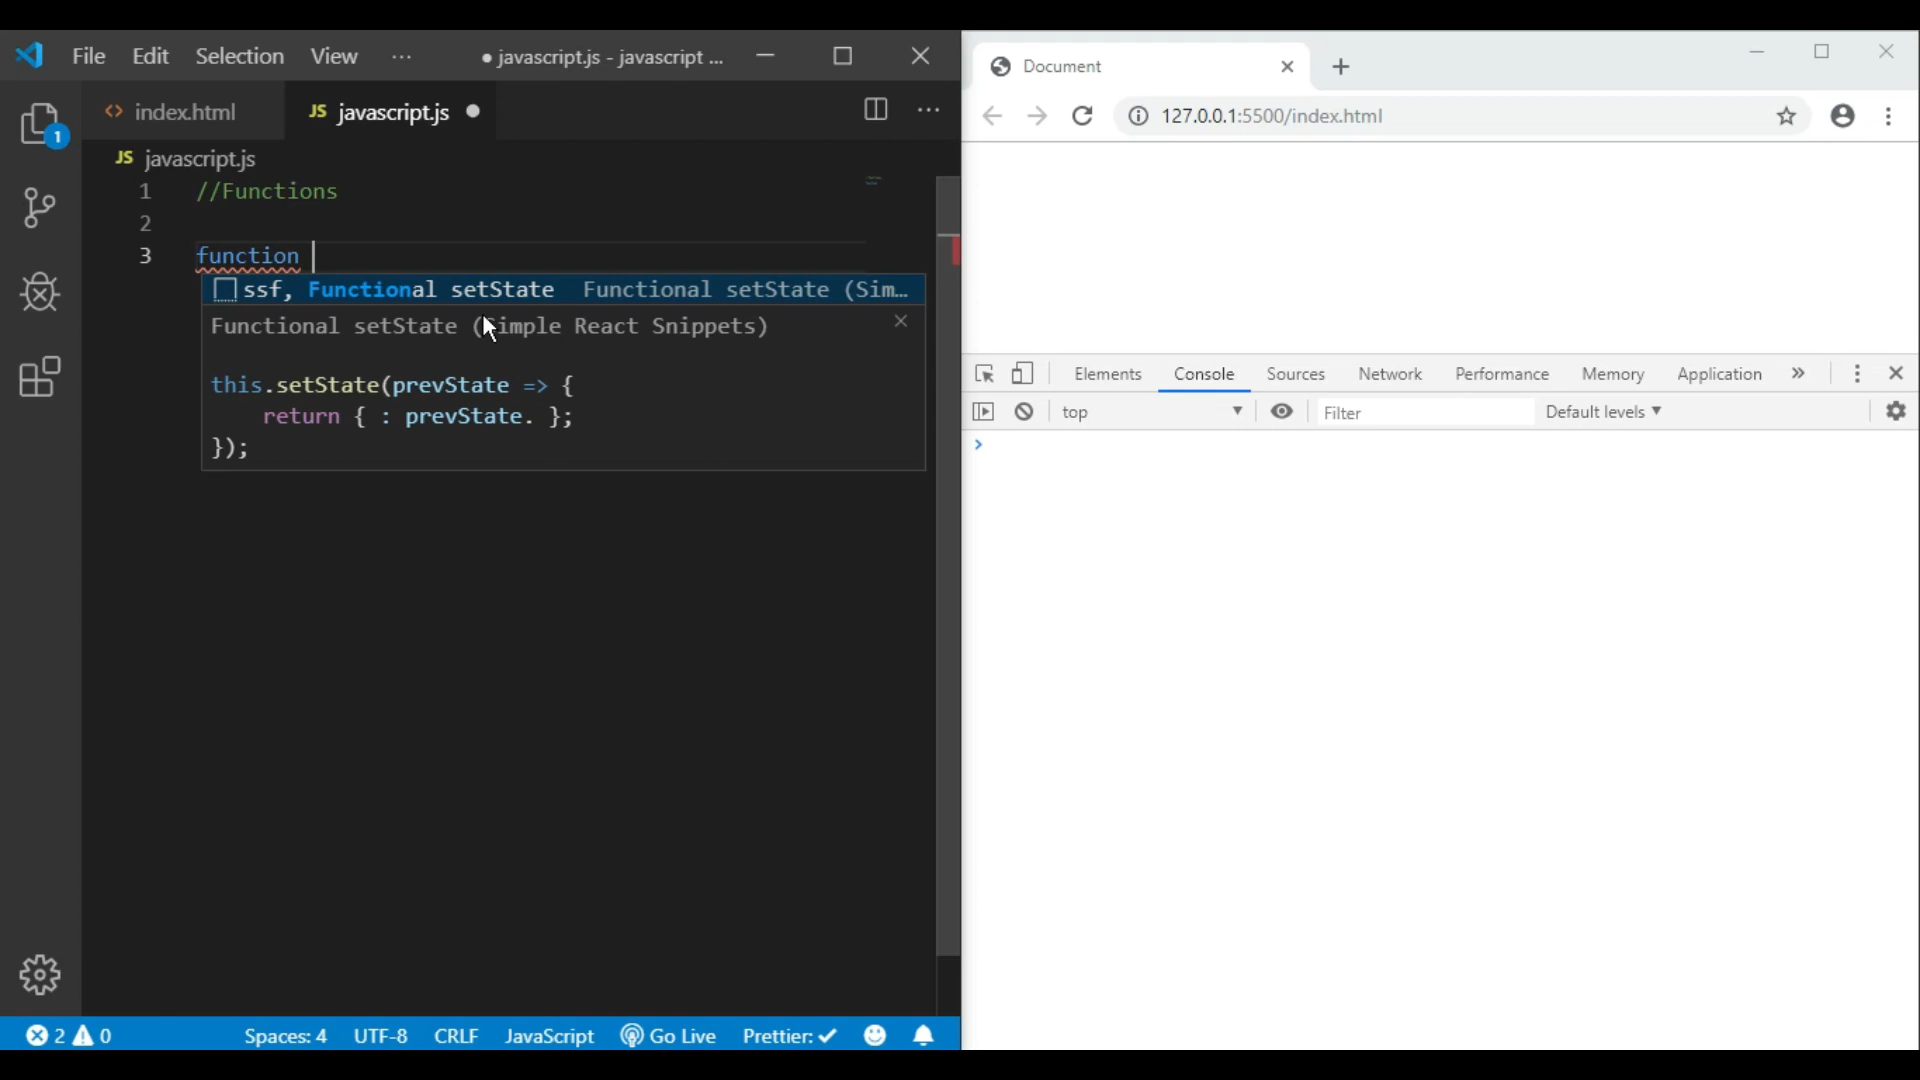 File Edit Selection View ··· ● javascript.js - javascript ...
index.html JS javascript.js ●
1
JS javascript.js
1 //Functions
2
3 function
ssf, Functional setState Functional setState (Sim...
Functional setState (Simple React Snippets)
this.setState(prevState => {
return { : prevState. };
});
2 0 Spaces: 4 UTF-8 CRLF JavaScript Go Live Prettier: ✓
Document
127.0.0.1:5500/index.html
Elements Console Sources Network Performance Memory Application »
top Filter Default levels